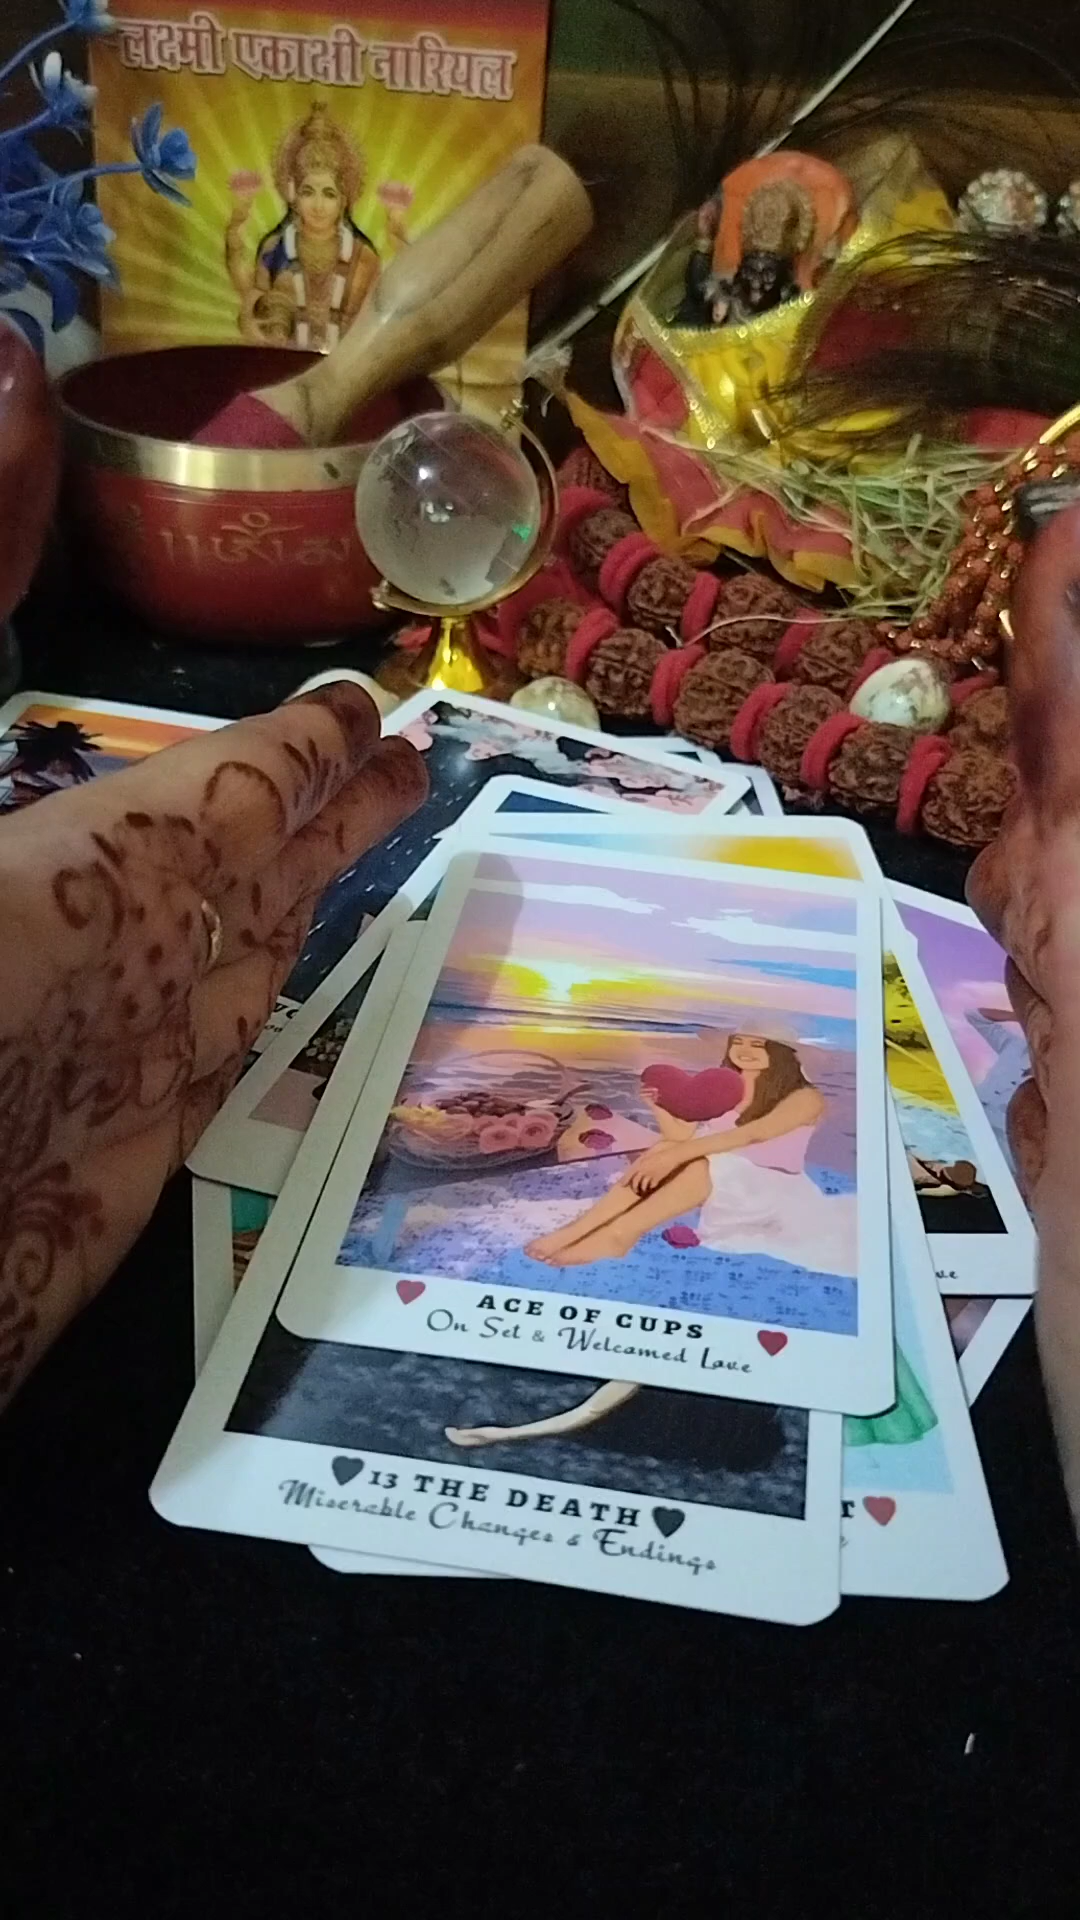 लक्ष्मी एकाक्षी नारियल
ACE OF CUPS
On Set & Welcomed Love
13 THE DEATH
Miserable Changes & Endings